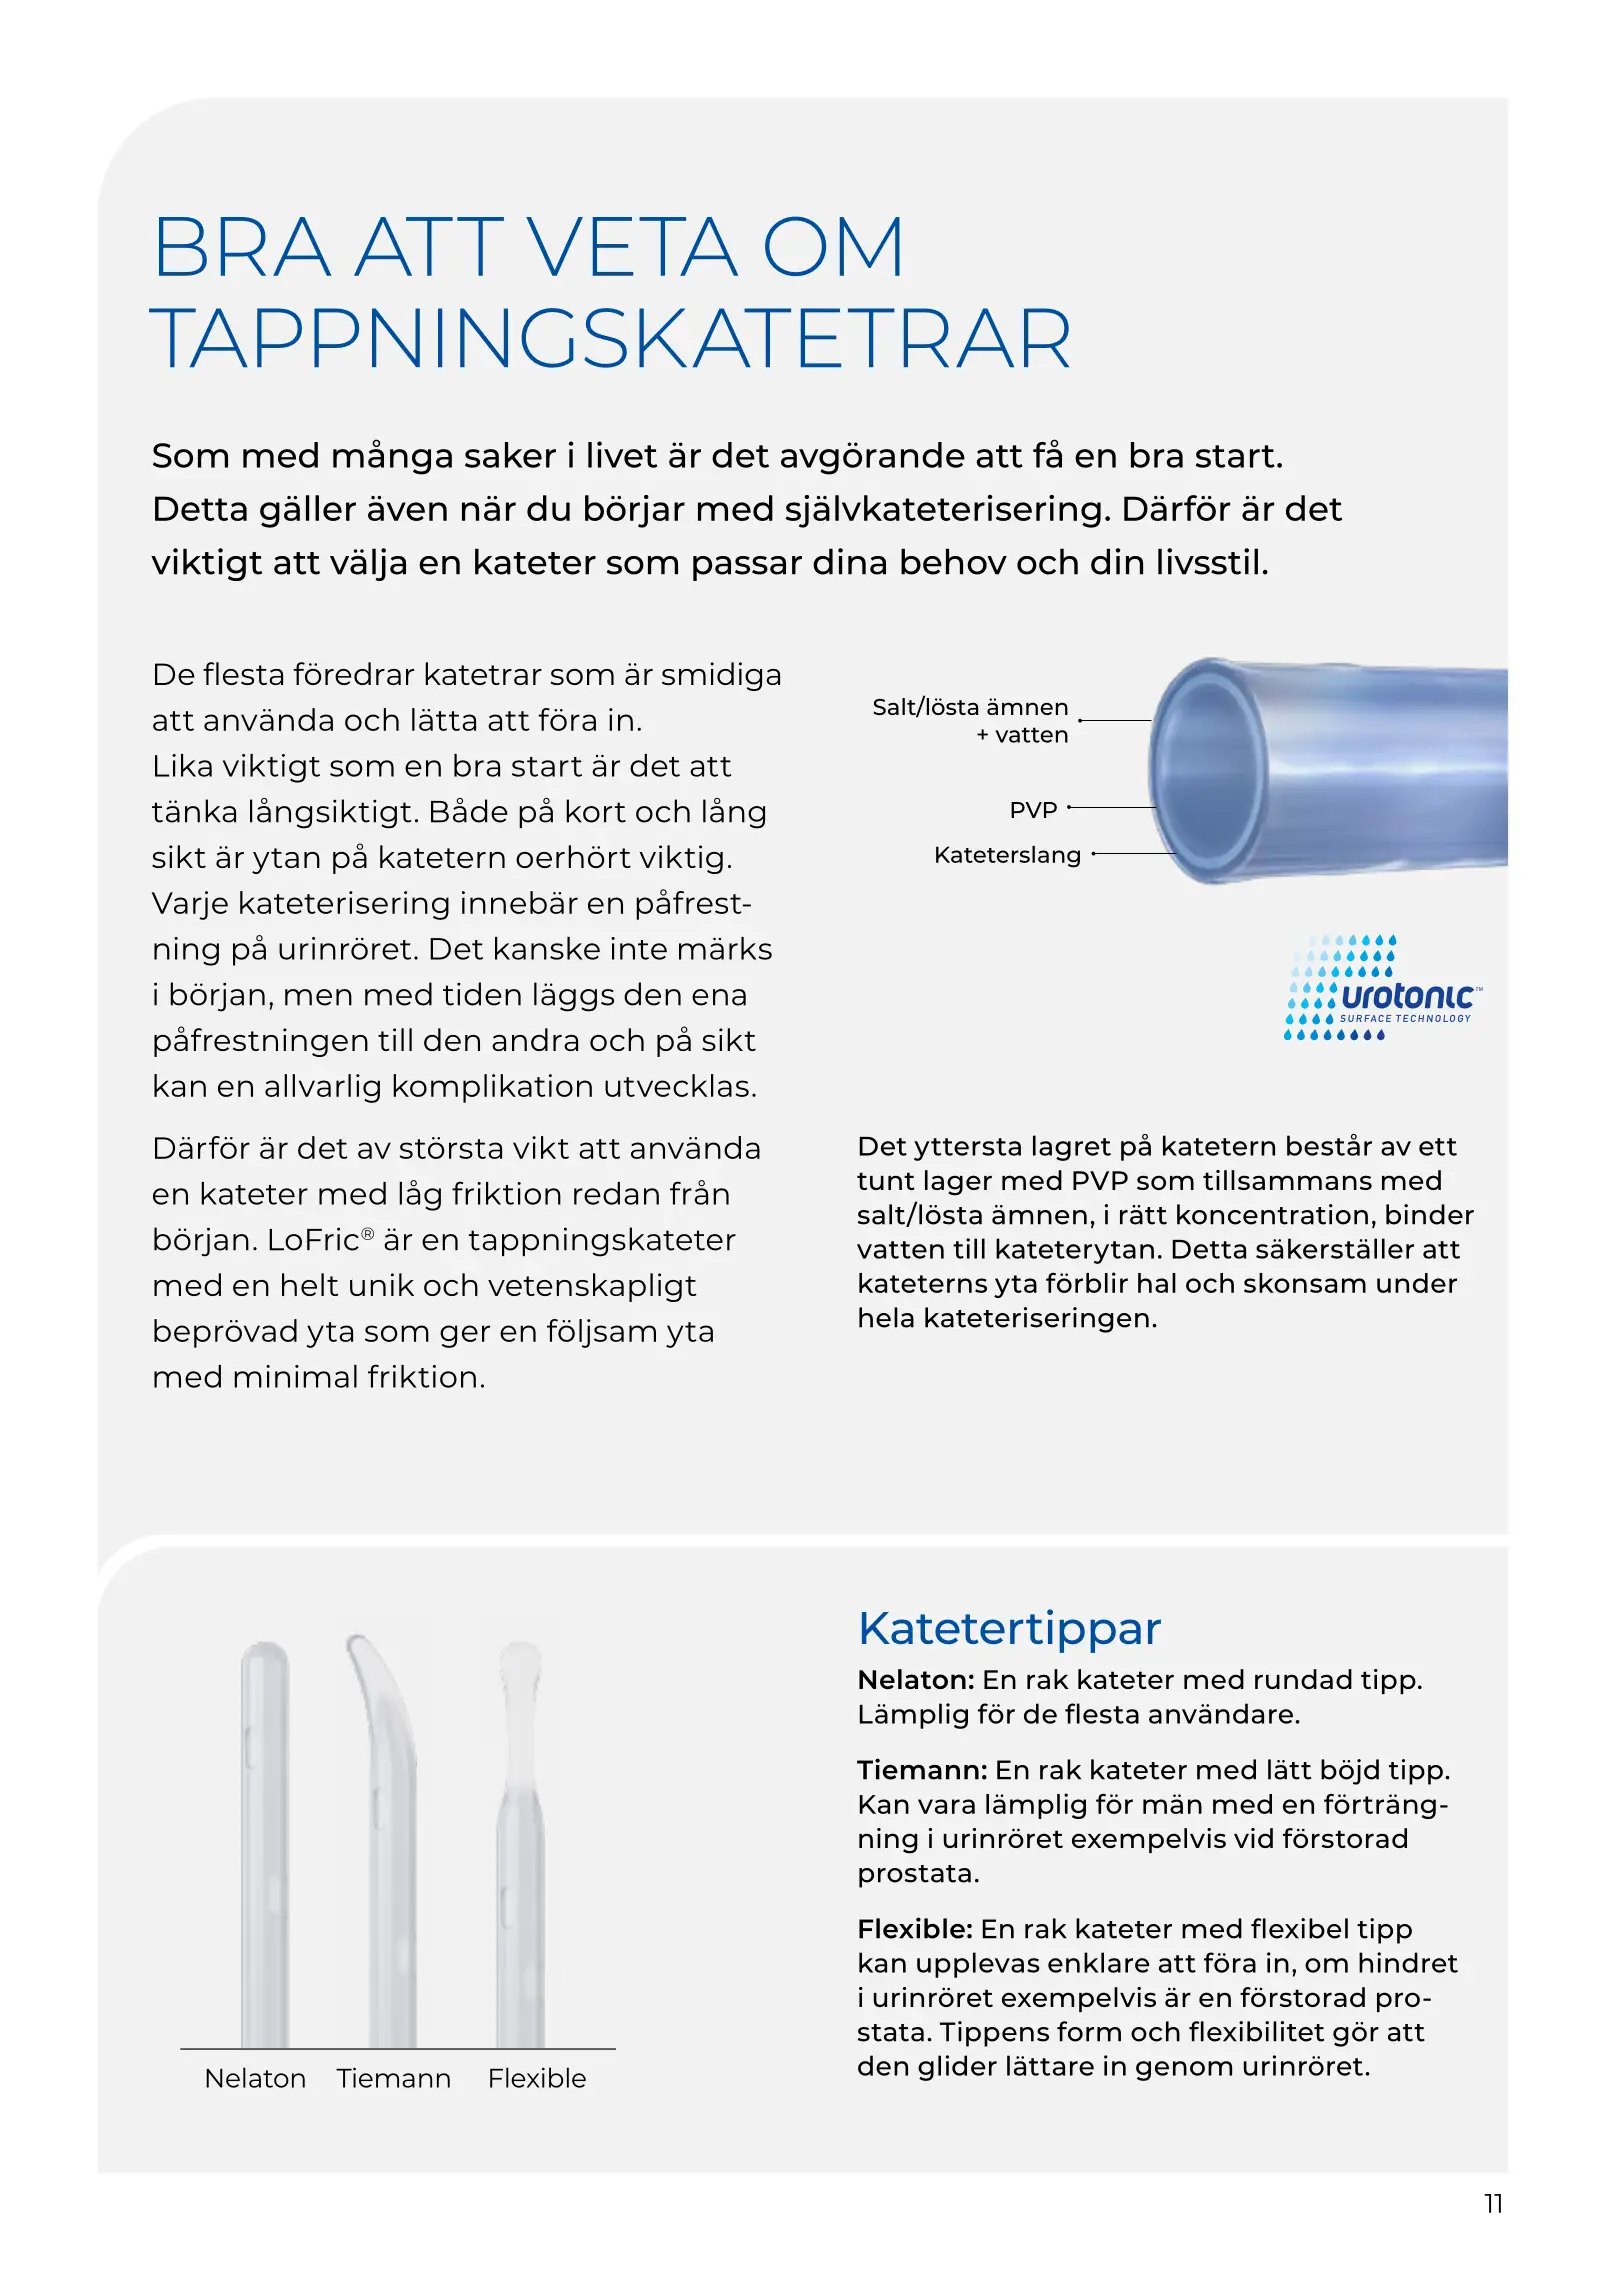 BRA ATT VETA OM
TAPPNINGSKATETRAR
Som med många saker i livet är det avgörande att få en bra start.
Detta gäller även när du börjar med självkateterisering. Därför är det
viktigt att välja en kateter som passar dina behov och din livsstil.
De flesta föredrar katetrar som är smidiga
att använda och lätta att föra in.
Lika viktigt som en bra start är det att
tänka långsiktigt. Både på kort och lång
sikt är ytan på katetern oerhört viktig.
Varje kateterisering innebär en påfrest-
ning på urinröret. Det kanske inte märks
i början, men med tiden läggs den ena
påfrestningen till den andra och på sikt
kan en allvarlig komplikation utvecklas.
Därför är det av största vikt att använda
en kateter med låg friktion redan från
början. LoFric® är en tappningskateter
med en helt unik och vetenskapligt
beprövad yta som ger en följsam yta
med minimal friktion.
Salt/lösta ämnen
+ vatten
PVP
Kateterslang
urotonic™
SURFACE TECHNOLOGY
Det yttersta lagret på katetern består av ett
tunt lager med PVP som tillsammans med
salt/lösta ämnen, i rätt koncentration, binder
vatten till kateterytan. Detta säkerställer att
kateterns yta förblir hal och skonsam under
hela kateteriseringen.
Nelaton
Tiemann
Flexible
Katetertippar
Nelaton: En rak kateter med rundad tipp.
Lämplig för de flesta användare.
Tiemann: En rak kateter med lätt böjd tipp.
Kan vara lämplig för män med en förträng-
ning i urinröret exempelvis vid förstorad
prostata.
Flexible: En rak kateter med flexibel tipp
kan upplevas enklare att föra in, om hindret
i urinröret exempelvis är en förstorad pro-
stata. Tippens form och flexibilitet gör att
den glider lättare in genom urinröret.
11